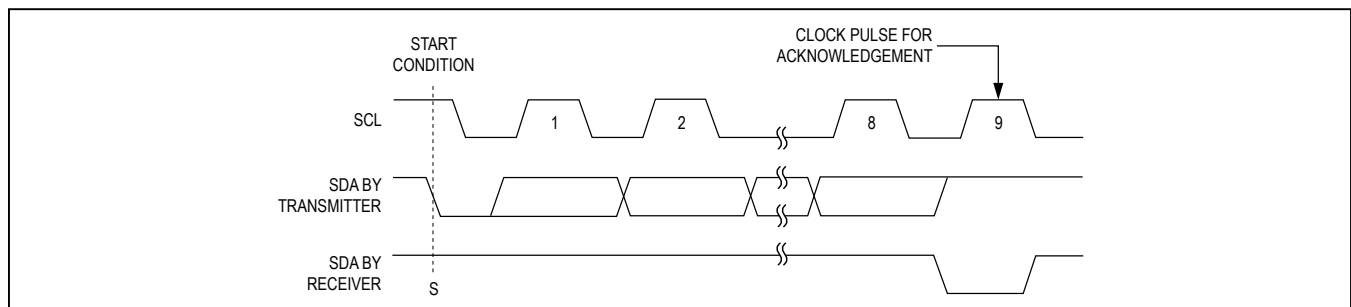 START
CONDITION
CLOCK PULSE FOR
ACKNOWLEDGEMENT
SCL
1
2
8
9
SDA BY
TRANSMITTER
SDA BY
RECEIVER
S